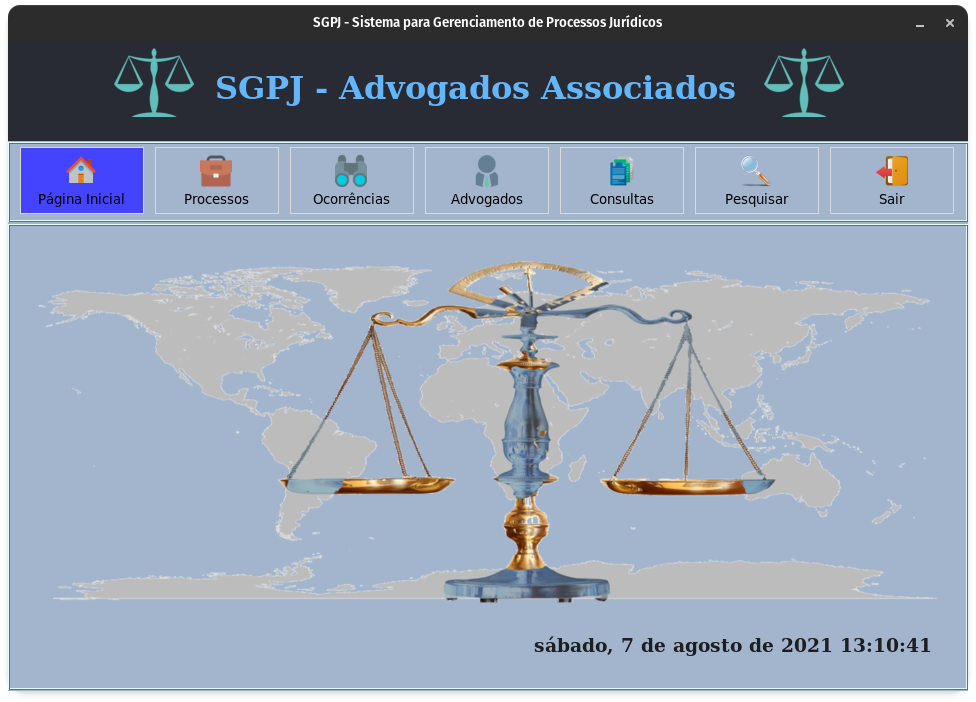 SGPJ - Sistema para Gerenciamento de Processos Jurídicos
SGPJ - Advogados Associados
Página Inicial
Processos
Ocorrências
Advogados
Consultas
Pesquisar
Sair
sábado, 7 de agosto de 2021 13:10:41